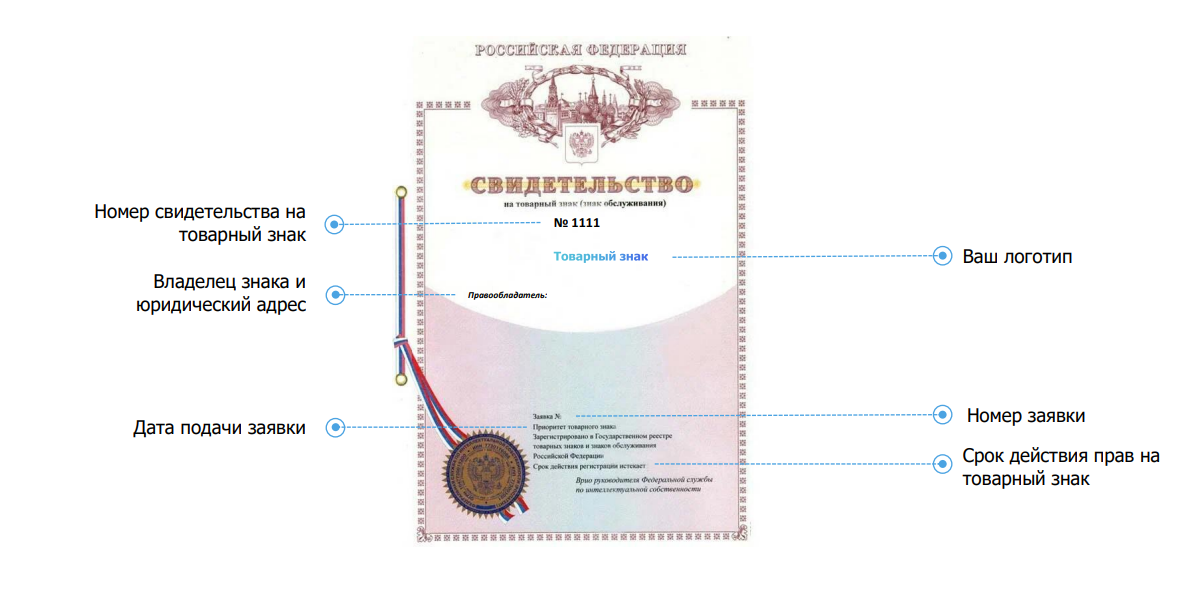 РОССИЙСКАЯ ФЕДЕРАЦИЯ
СВИДЕТЕЛЬСТВО
на товарный знак (знак обслуживания)
Номер свидетельства на
товарный знак
№ 1111
Товарный знак
Ваш логотип
Владелец знака и
юридический адрес
Правообладатель:
Заявка №
Номер заявки
Дата подачи заявки
Приоритет товарного знака
Зарегистрировано в Государственном реестре
товарных знаков и знаков обслуживания
Российской Федерации
Срок действия регистрации истекает
Срок действия прав на
товарный знак
Врио руководителя Федеральной службы
по интеллектуальной собственности